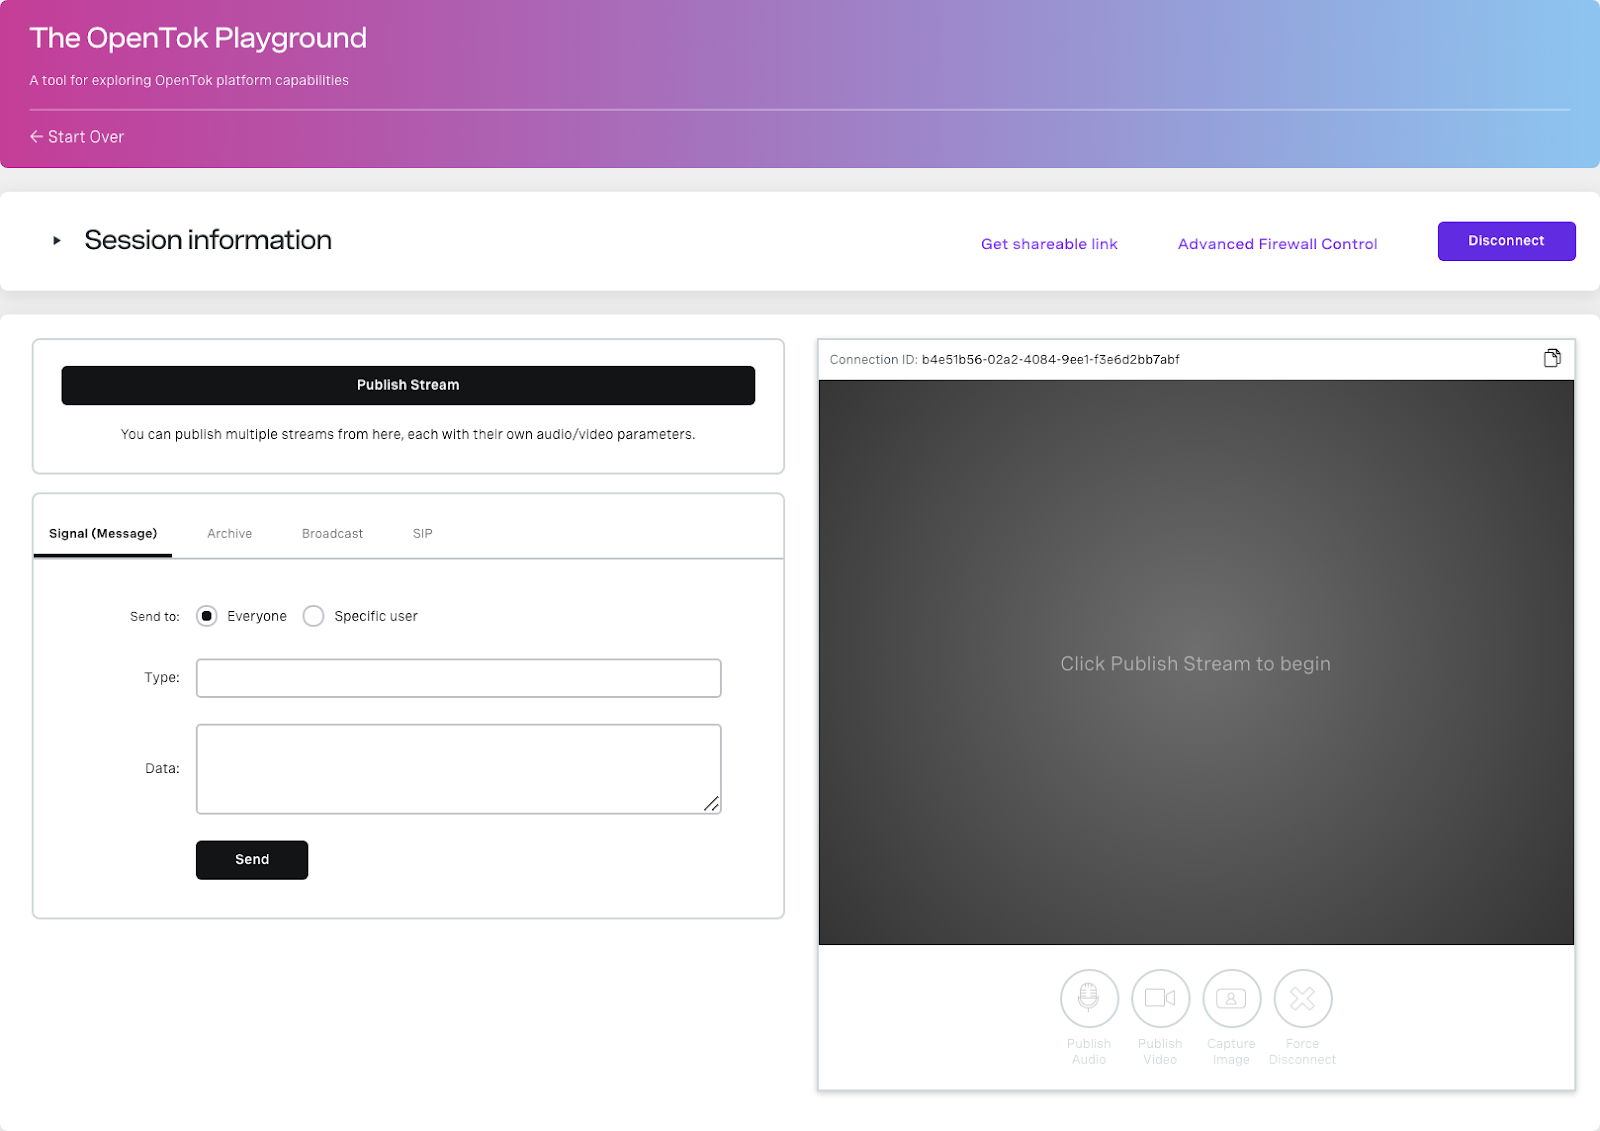 The OpenTok Playground
A tool for exploring OpenTok platform capabilities
← Start Over
Session information
Get shareable link
Advanced Firewall Control
Disconnect
Publish Stream
You can publish multiple streams from here, each with their own audio/video parameters.
Signal (Message)
Archive
Broadcast
SIP
Send to:
Everyone
Specific user
Type:
Data:
Send
Connection ID: b4e51b56-02a2-4084-9ee1-f3e6d2bb7abf
Click Publish Stream to begin
Publish
Audio
Publish
Video
Capture
Image
Force
Disconnect